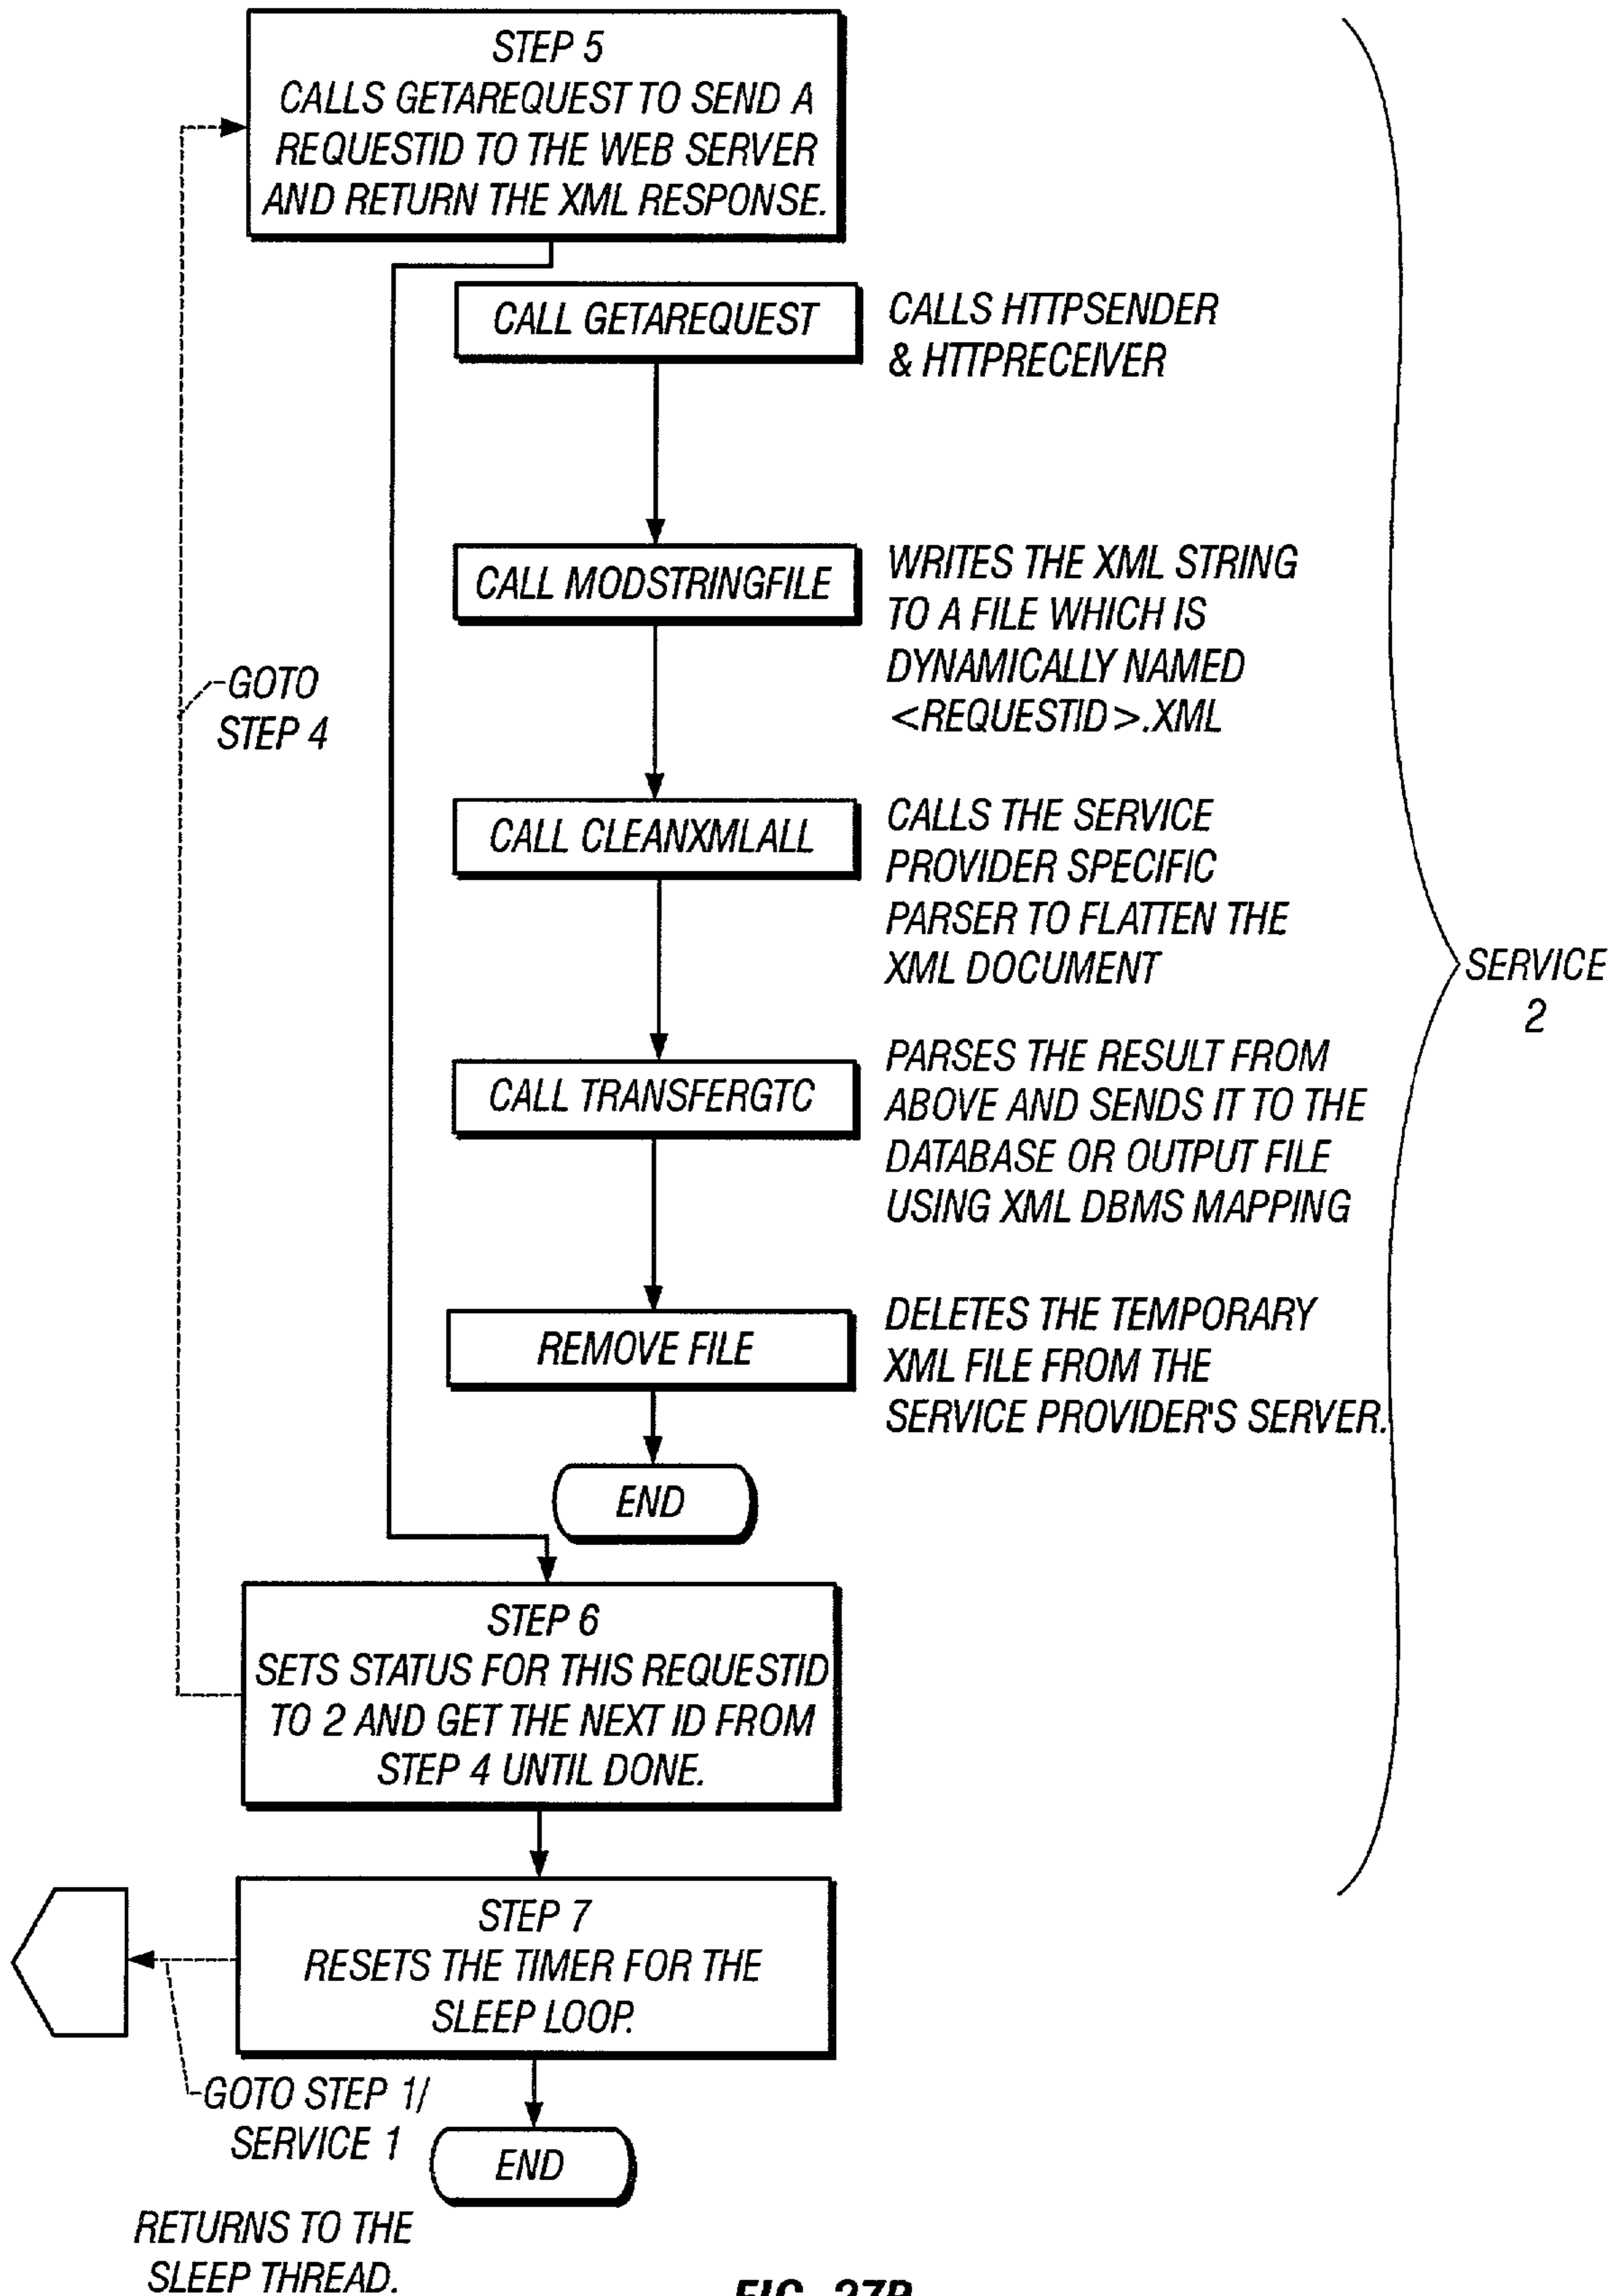 STEP 5
CALLS GETAREQUEST TO SEND A
REQUESTID TO THE WEB SERVER
AND RETURN THE XML RESPONSE.
CALL GETAREQUEST
CALLS HTTPSENDER
& HTTPRECEIVER
CALL MODSTRINGFILE
WRITES THE XML STRING
TO A FILE WHICH IS
DYNAMICALLY NAMED
<REQUESTID>.XML
GOTO
STEP 4
CALL CLEANXMLALL
CALLS THE SERVICE
PROVIDER SPECIFIC
PARSER TO FLATTEN THE
XML DOCUMENT
SERVICE
2
CALL TRANSFERGTC
PARSES THE RESULT FROM
ABOVE AND SENDS IT TO THE
DATABASE OR OUTPUT FILE
USING XML DBMS MAPPING
REMOVE FILE
DELETES THE TEMPORARY
XML FILE FROM THE
SERVICE PROVIDER'S SERVER.
END
STEP 6
SETS STATUS FOR THIS REQUESTID
TO 2 AND GET THE NEXT ID FROM
STEP 4 UNTIL DONE.
STEP 7
RESETS THE TIMER FOR THE
SLEEP LOOP.
GOTO STEP 1/
SERVICE 1
END
RETURNS TO THE
SLEEP THREAD.
FIG. 27B